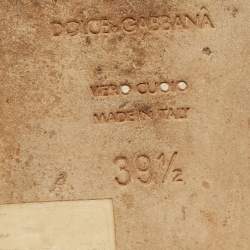 DOLCE & GABBANA
VERO CUOIO
MADE IN ITALY
39½